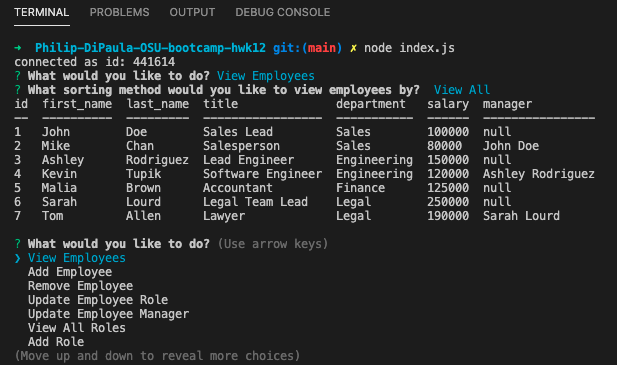 TERMINAL PROBLEMS OUTPUT DEBUG CONSOLE
→ Philip-DiPaula-OSU-bootcamp-hwk12 git:(main) ✗ node index.js
connected as id: 441614
? What would you like to do? View Employees
? What sorting method would you like to view employees by? View All
id first_name last_name title department salary manager
-- ---------- --------- ----------------- ----------- ------ ----------------
1 John Doe Sales Lead Sales 100000 null
2 Mike Chan Salesperson Sales 80000 John Doe
3 Ashley Rodriguez Lead Engineer Engineering 150000 null
4 Kevin Tupik Software Engineer Engineering 120000 Ashley Rodriguez
5 Malia Brown Accountant Finance 125000 null
6 Sarah Lourd Legal Team Lead Legal 250000 null
7 Tom Allen Lawyer Legal 190000 Sarah Lourd
? What would you like to do? (Use arrow keys)
❯ View Employees
Add Employee
Remove Employee
Update Employee Role
Update Employee Manager
View All Roles
Add Role
(Move up and down to reveal more choices)